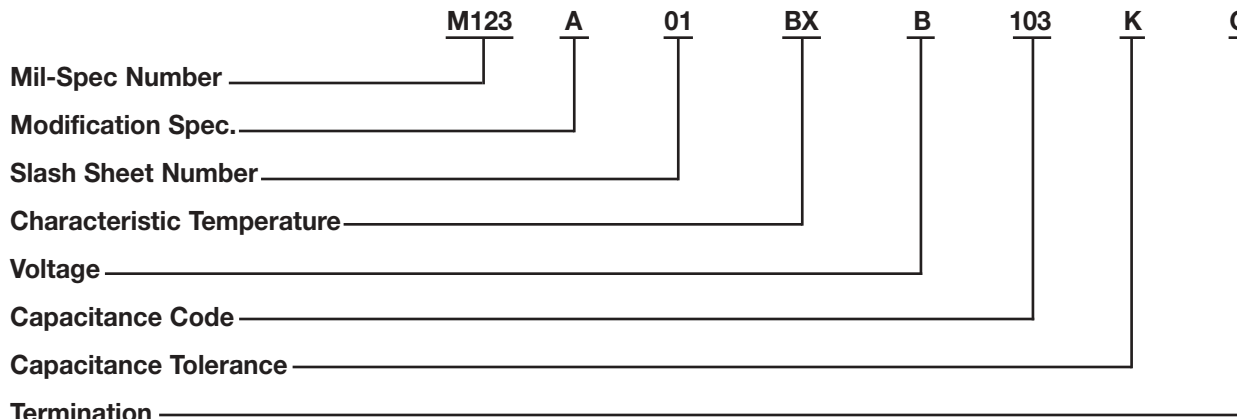 M123 A 01 BX B 103 K
Mil-Spec Number
Modification Spec.
Slash Sheet Number
Characteristic Temperature
Voltage
Capacitance Code
Capacitance Tolerance
Termination